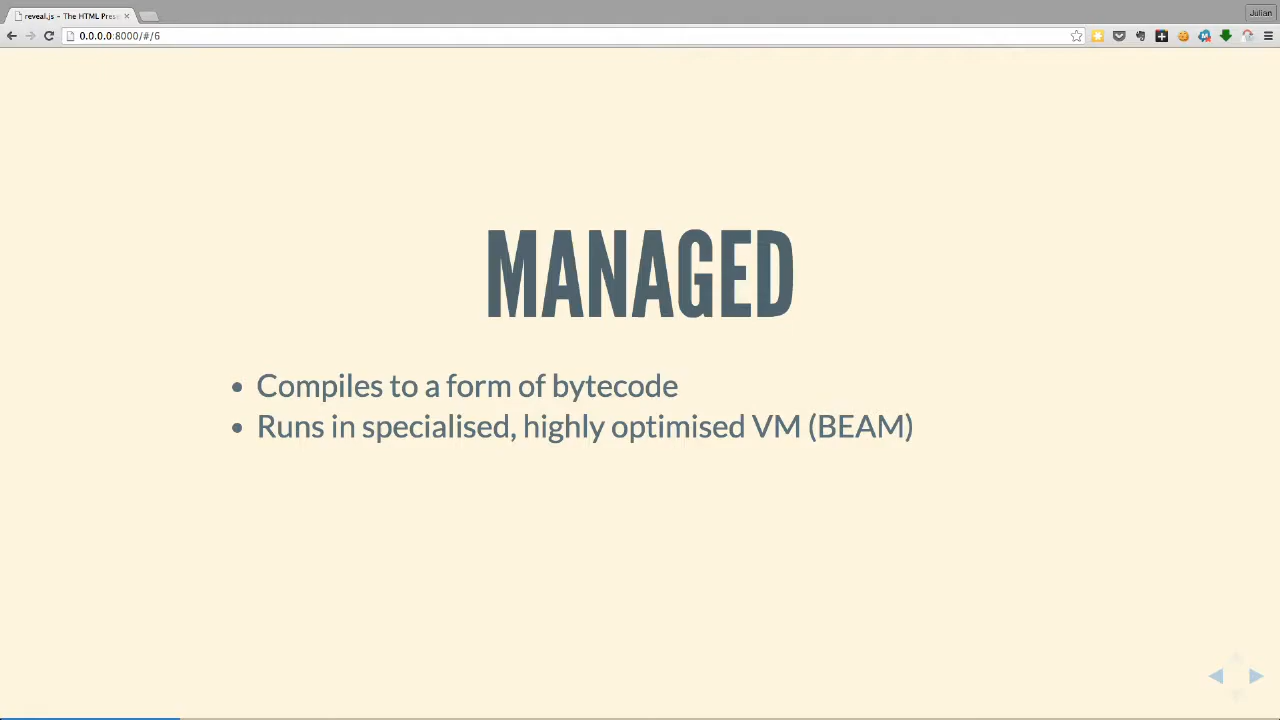 reveal.js – The HTML Prese
Julian
0.0.0.0:8000/#/6
MANAGED
• Compiles to a form of bytecode
• Runs in specialised, highly optimised VM (BEAM)